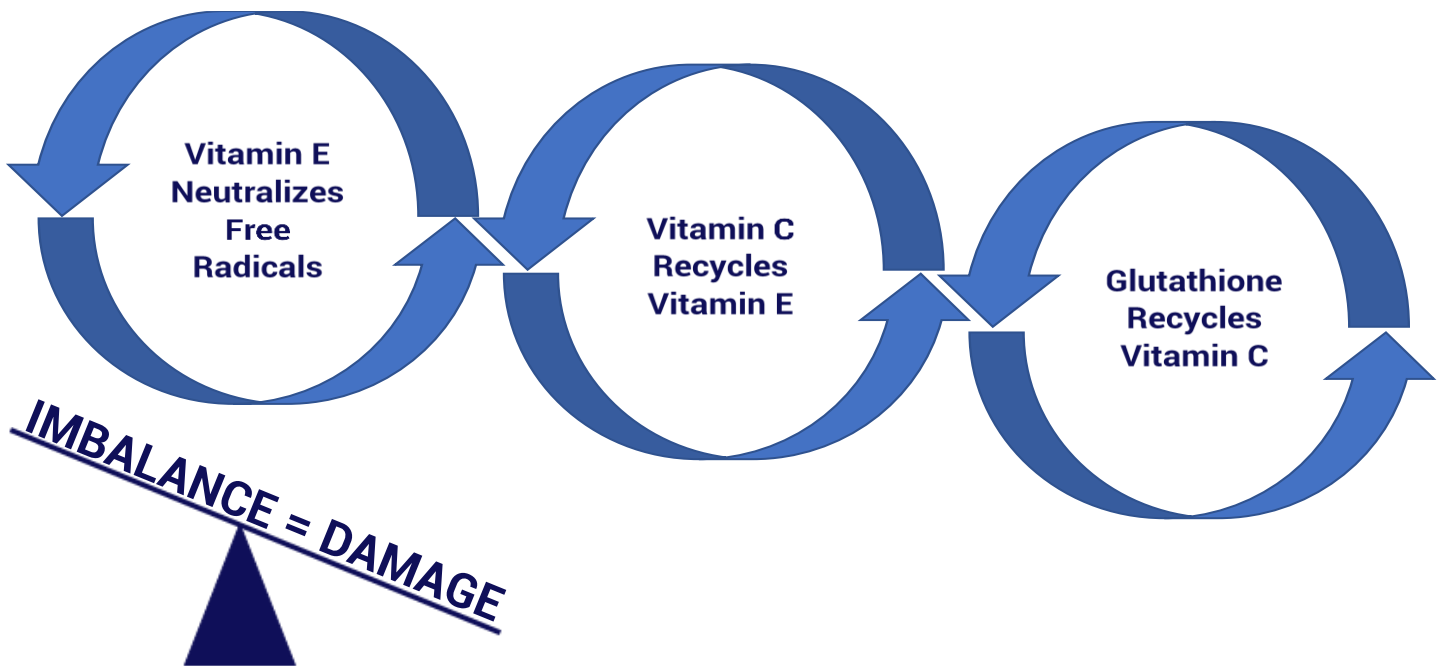 Vitamin E
Neutralizes
Free
Radicals
Vitamin C
Recycles
Vitamin E
Glutathione
Recycles
Vitamin C
IMBALANCE = DAMAGE